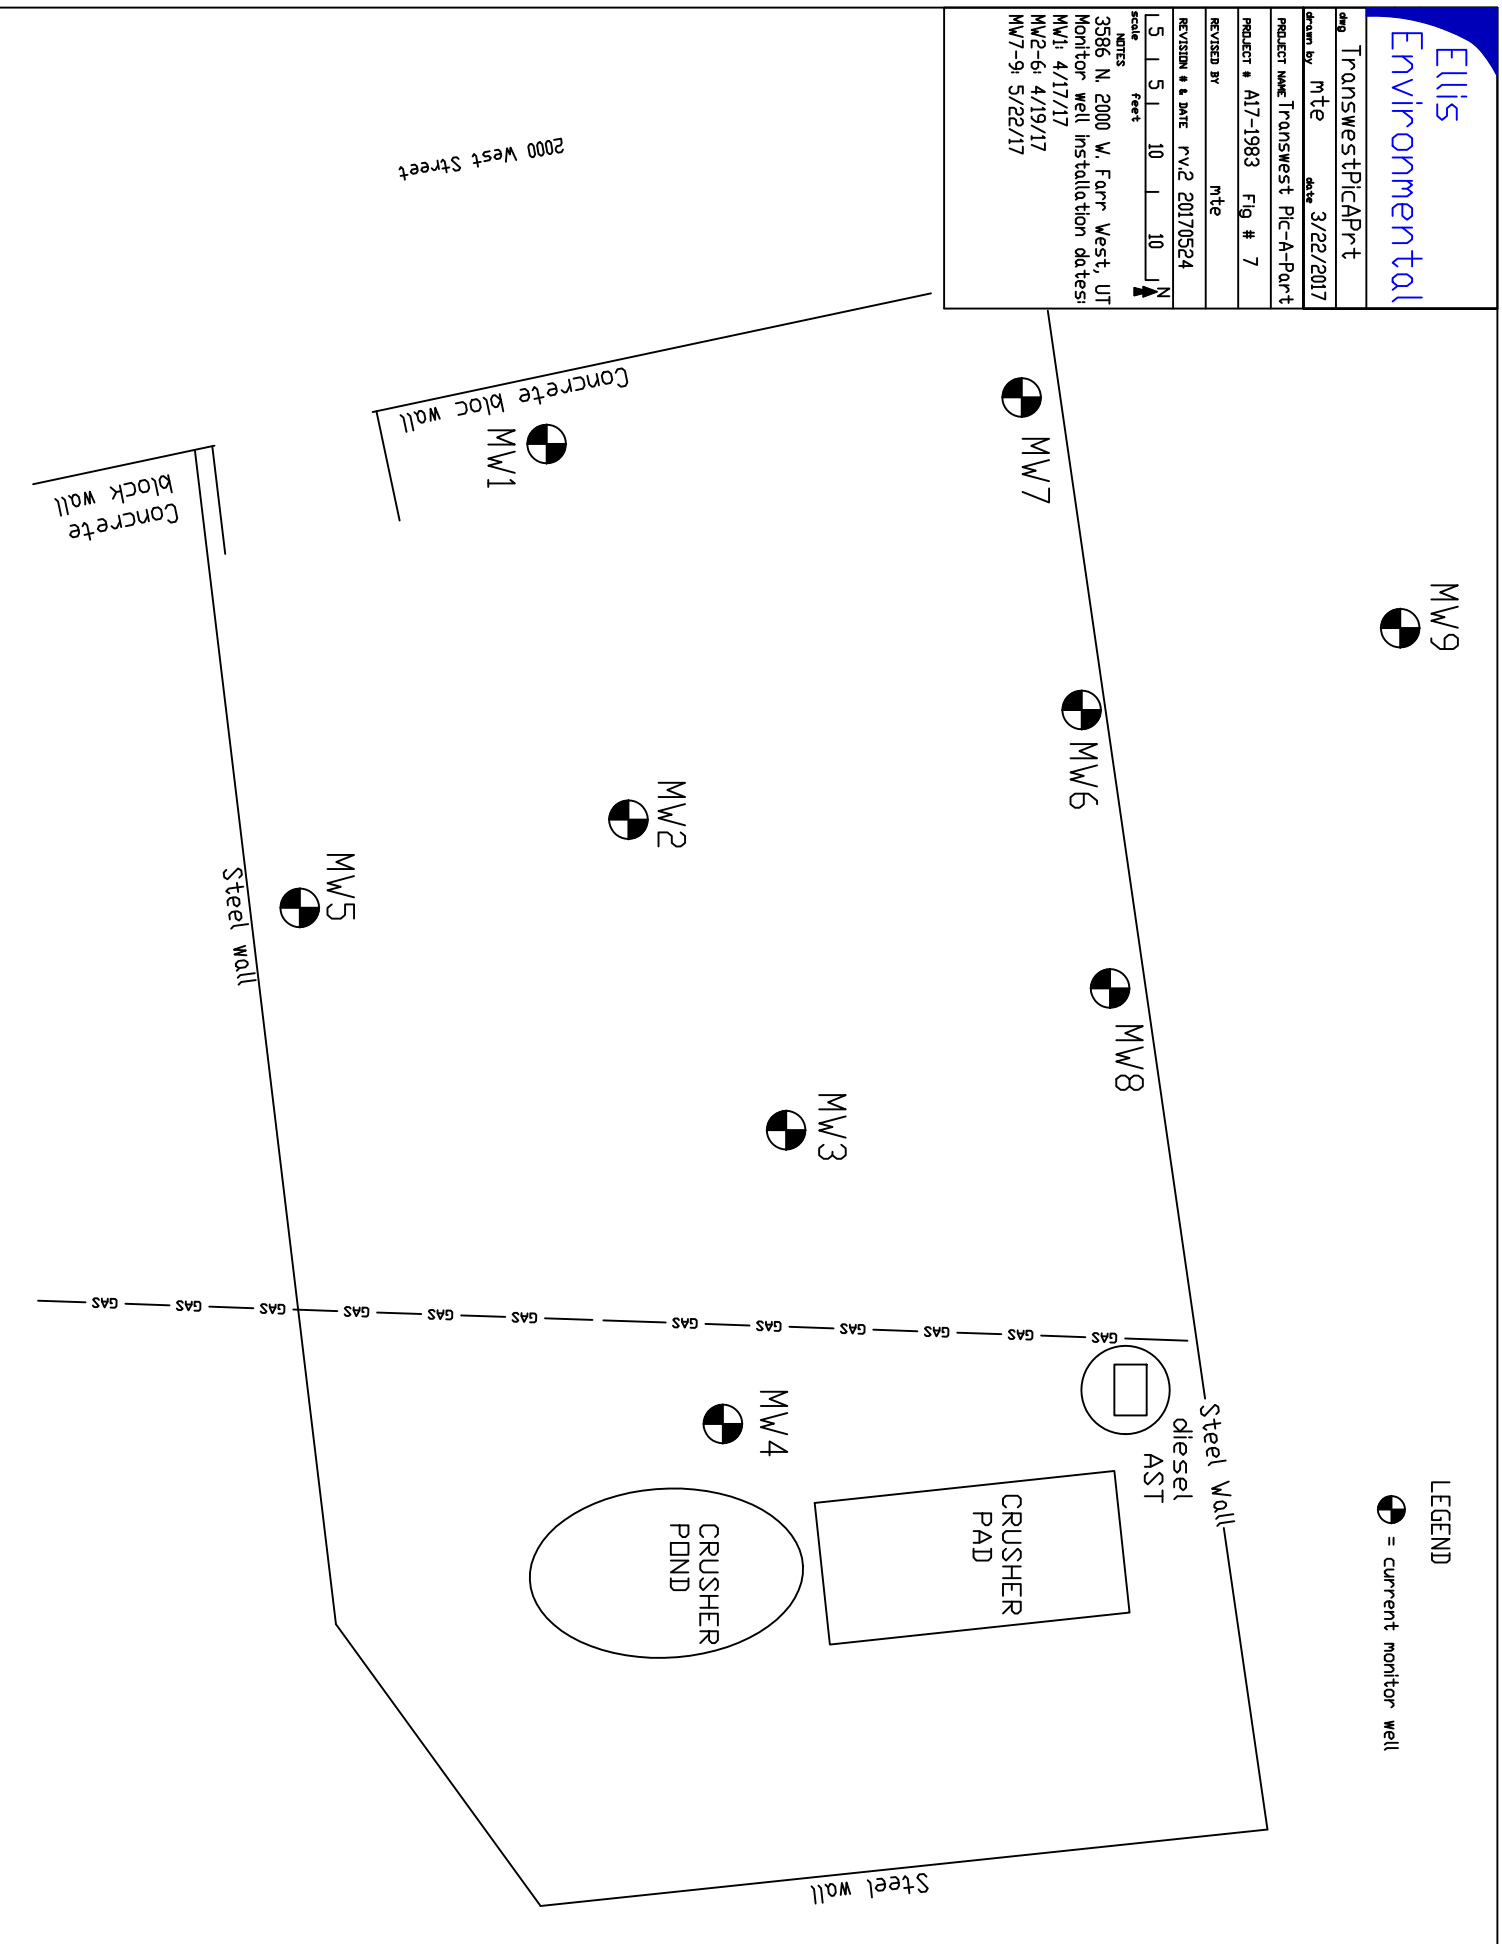 Ellis
Environmental
dwg TranswestPicAPrt
drawn by mte date 3/22/2017
PROJECT NAME Transwest Pic-A-Part
PROJECT # A17-1983 Fig # 7
REVISED BY mte
REVISION # & DATE rv.2 20170524
5 5 10 10 N
scale feet
NOTES
3586 N. 2000 W. Farr West, UT
Monitor well installation dates:
MW1: 4/17/17
MW2-6: 4/19/17
MW7-9: 5/22/17
LEGEND
= current monitor well
MW9
MW7
MW6
MW8
MW1
MW2
MW3
MW5
MW4
Steel Wall
diesel
AST
CRUSHER
PAD
CRUSHER
POND
Steel wall
Steel wall
Concrete bloc wall
Concrete
block wall
2000 West Street
GAS GAS GAS GAS GAS GAS GAS GAS GAS GAS GAS GAS